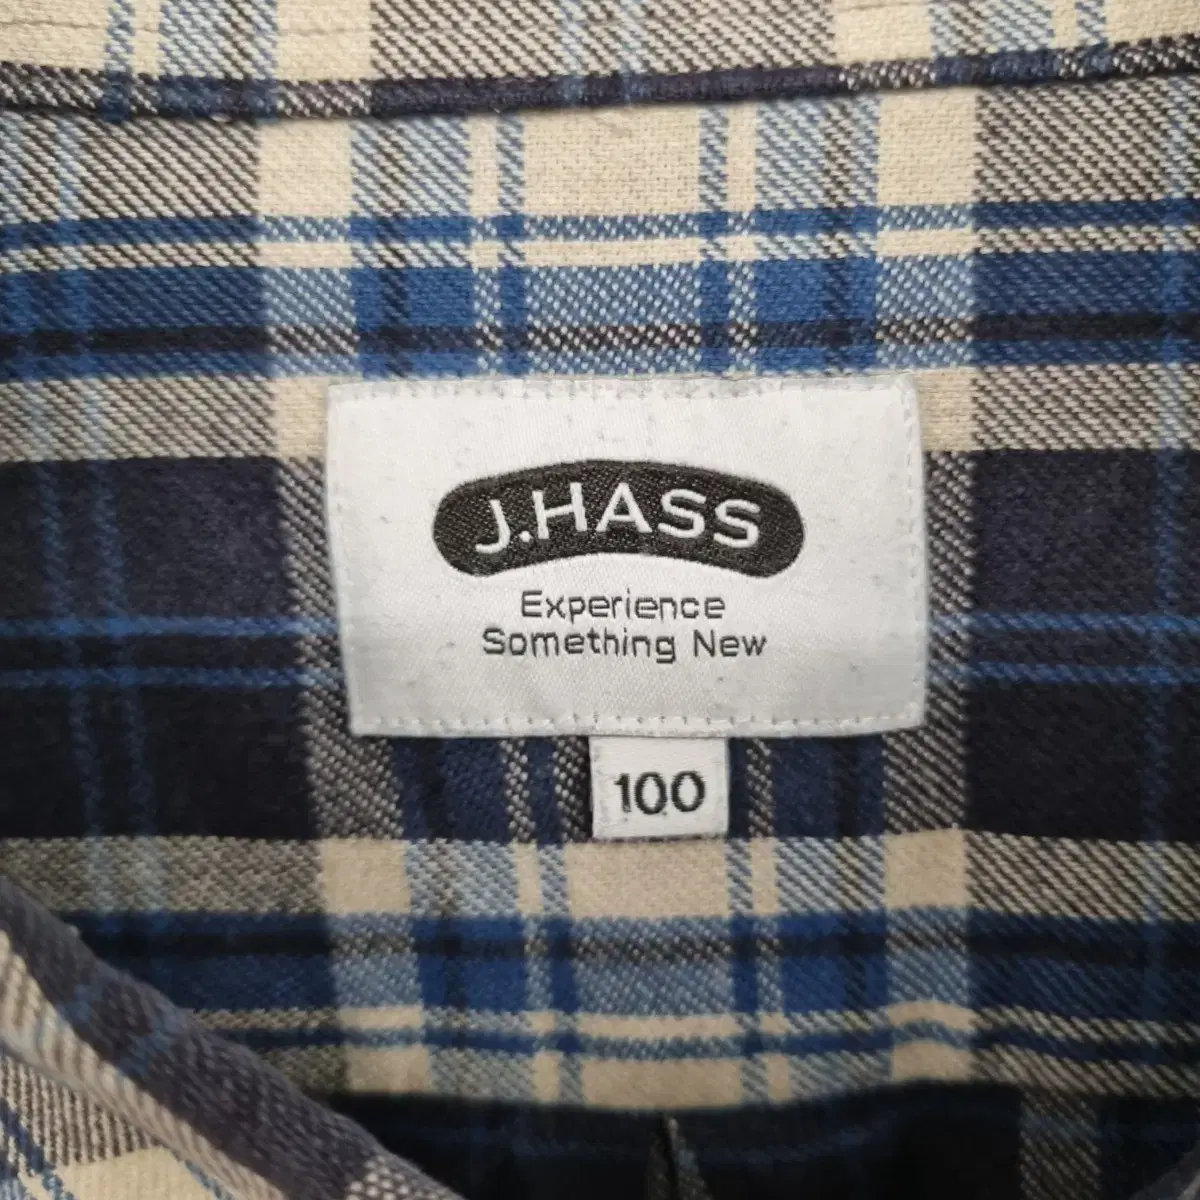 J.HASS
Experience
Something New
100